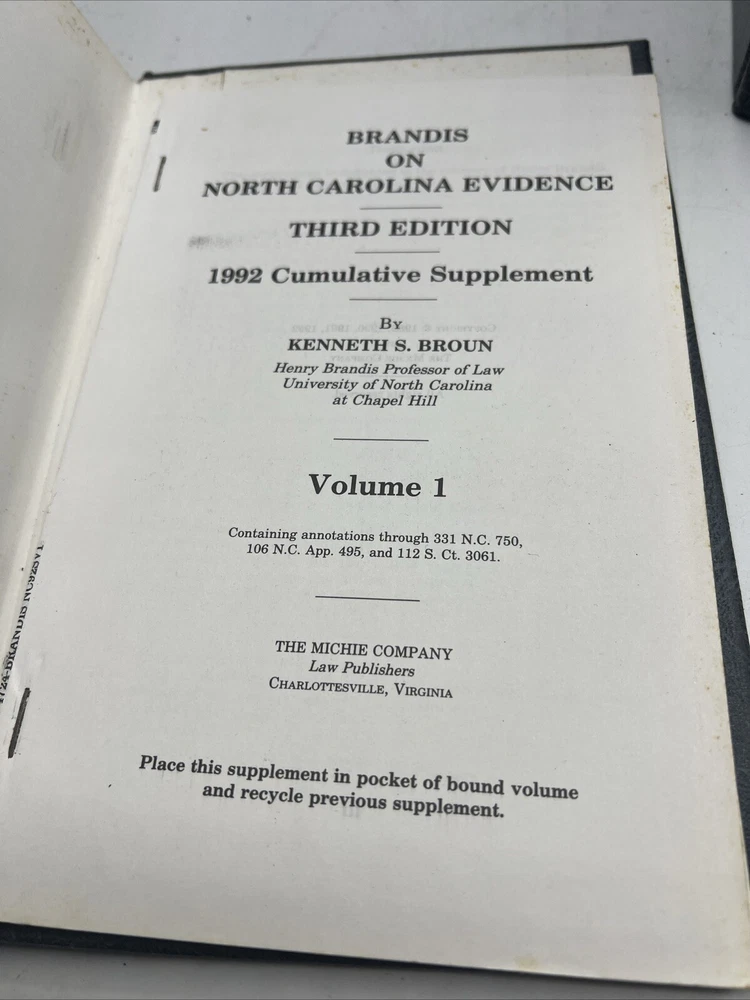 BRANDIS
ON
NORTH CAROLINA EVIDENCE
THIRD EDITION
1992 Cumulative Supplement
By
KENNETH S. BROUN
Henry Brandis Professor of Law
University of North Carolina
at Chapel Hill
Volume 1
Containing annotations through 331 N.C. 750,
106 N.C. App. 495, and 112 S. Ct. 3061.
THE MICHIE COMPANY
Law Publishers
CHARLOTTESVILLE, VIRGINIA
Place this supplement in pocket of bound volume
and recycle previous supplement.